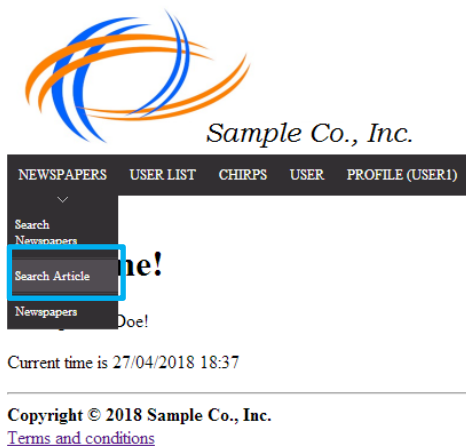 Sample Co., Inc.
NEWSPAPERS USER LIST CHIRPS USER PROFILE (USER1)
Search
Newspapers
Search Article
Newspapers
Doe!
Current time is 27/04/2018 18:37
Copyright © 2018 Sample Co., Inc.
Terms and conditions